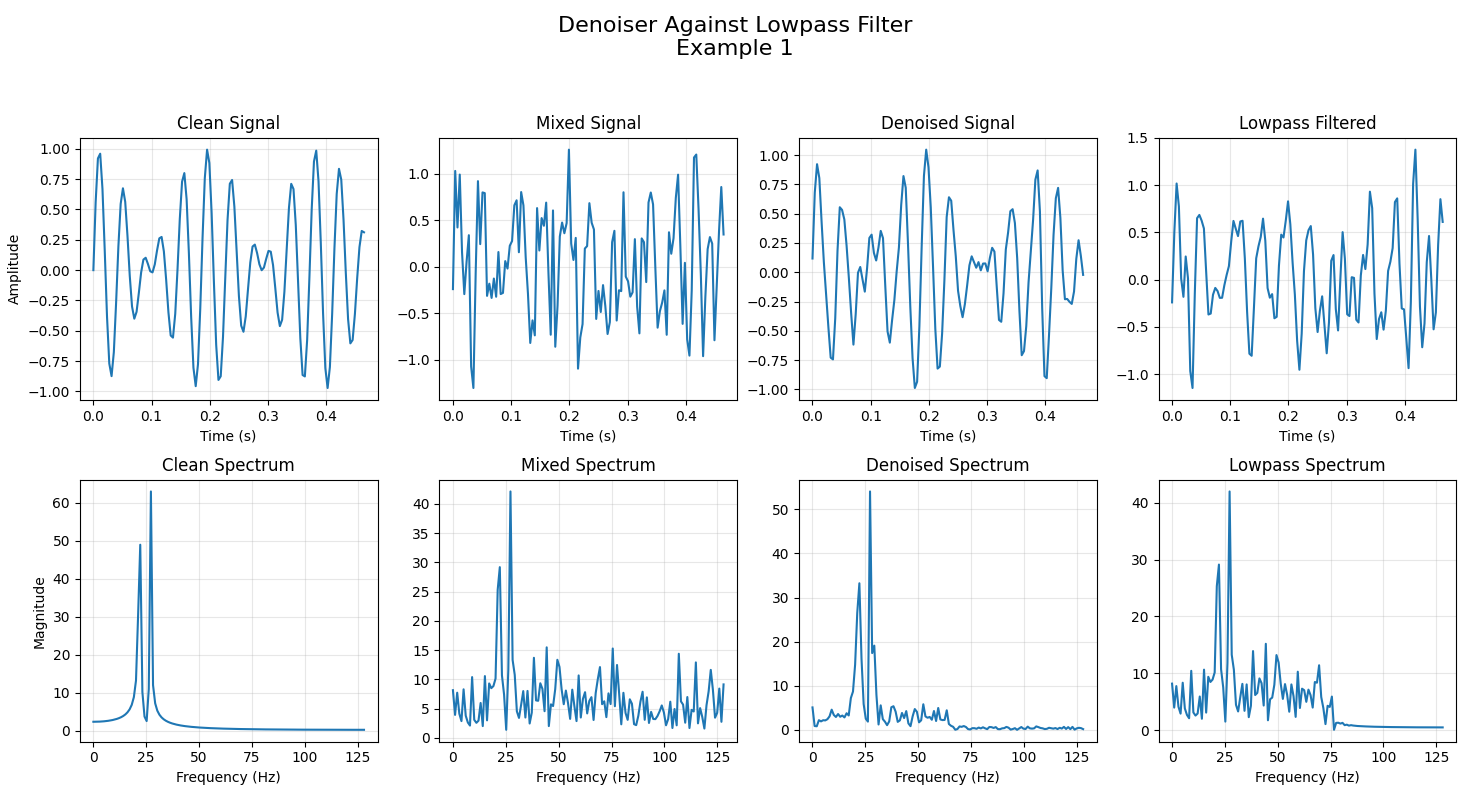 Denoiser Against Lowpass Filter
Example 1
Clean Signal
Mixed Signal
Denoised Signal
Lowpass Filtered
Amplitude
1.00
0.75
0.50
0.25
0.00
−0.25
−0.50
−0.75
−1.00
0.0 0.1 0.2 0.3 0.4
Time (s)
1.0
0.5
0.0
−0.5
−1.0
0.0 0.1 0.2 0.3 0.4
Time (s)
1.00
0.75
0.50
0.25
0.00
−0.25
−0.50
−0.75
−1.00
0.0 0.1 0.2 0.3 0.4
Time (s)
1.5
1.0
0.5
0.0
−0.5
−1.0
0.0 0.1 0.2 0.3 0.4
Time (s)
Clean Spectrum
Mixed Spectrum
Denoised Spectrum
Lowpass Spectrum
Magnitude
60
50
40
30
20
10
0
0 25 50 75 100 125
Frequency (Hz)
40
35
30
25
20
15
10
5
0
0 25 50 75 100 125
Frequency (Hz)
50
40
30
20
10
0
0 25 50 75 100 125
Frequency (Hz)
40
30
20
10
0
0 25 50 75 100 125
Frequency (Hz)